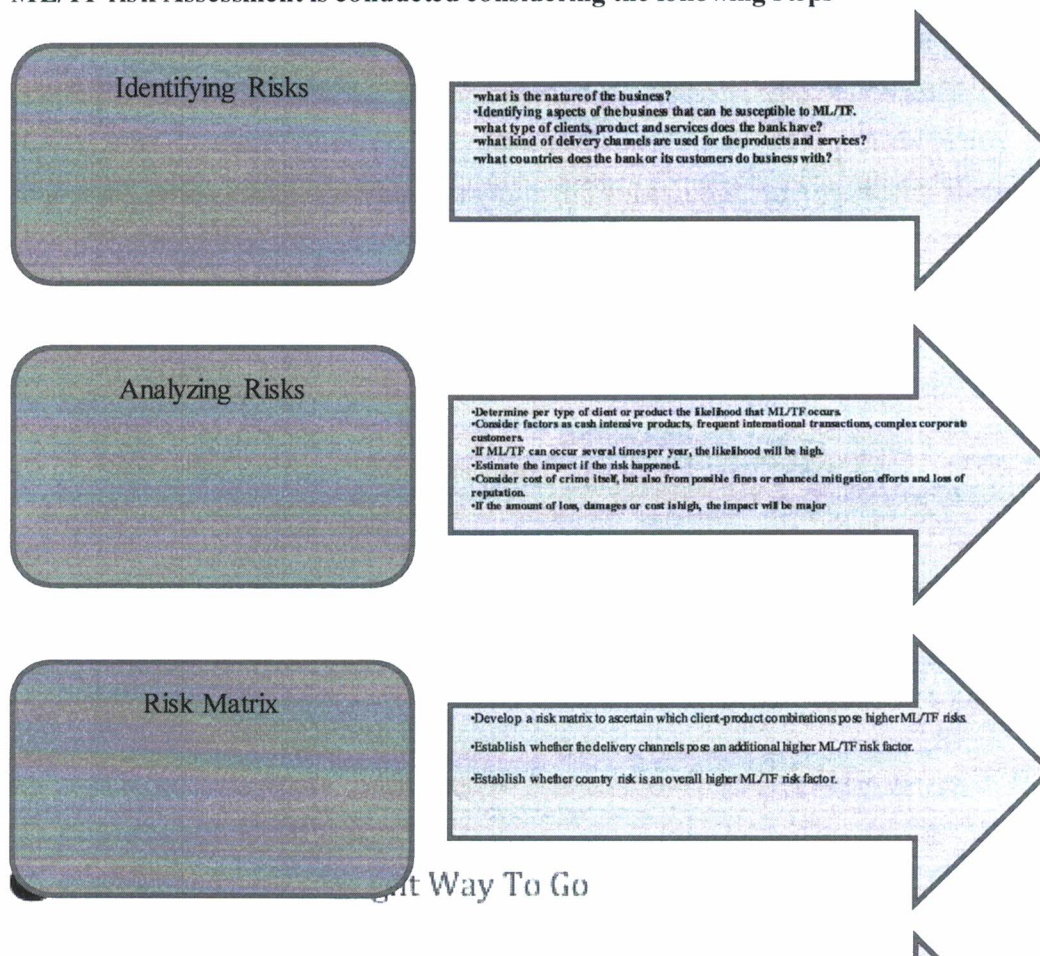 ML/TF risk Assessment is conducted considering the following steps
Identifying Risks
•what is the nature of the business?
•Identifying aspects of the business that can be susceptible to ML/TF.
•what type of clients, product and services does the bank have?
•what kind of delivery channels are used for the products and services?
•what countries does the bank or its customers do business with?
Analyzing Risks
•Determine per type of client or product the likelihood that ML/TF occurs.
•Consider factors as cash intensive products, frequent international transactions, complex corporate
customers.
•If ML/TF can occur several times per year, the likelihood will be high.
•Estimate the impact if the risk happened.
•Consider cost of crime itself, but also from possible fines or enhanced mitigation efforts and loss of
reputation.
•If the amount of loss, damages or cost is high, the impact will be major
Risk Matrix
•Develop a risk matrix to ascertain which client-product combinations pose higher ML/TF risks.
•Establish whether the delivery channels pose an additional higher ML/TF risk factor.
•Establish whether country risk is an overall higher ML/TF risk factor.
Way To Go